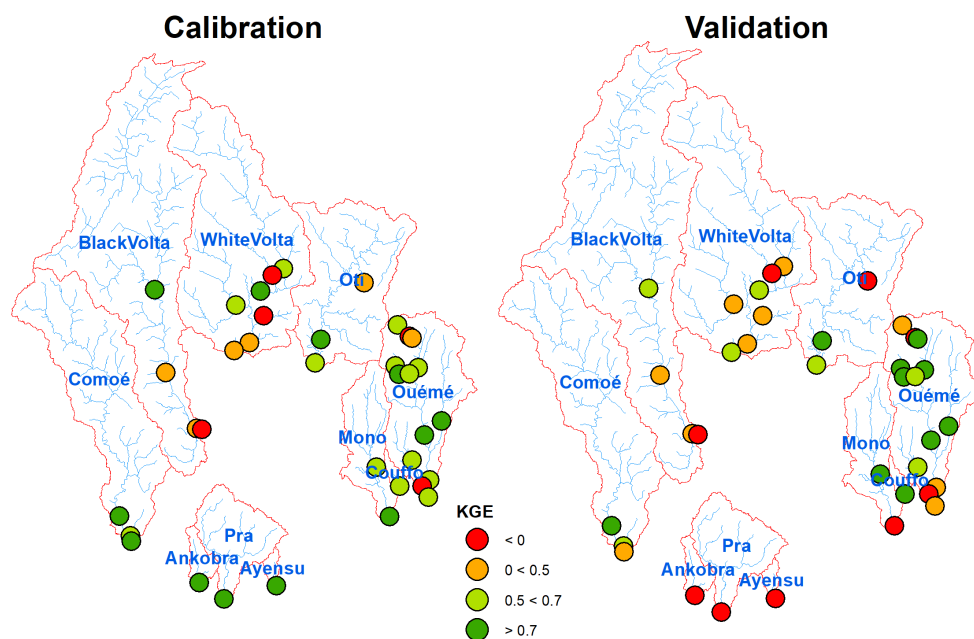 Calibration
Validation
BlackVolta
WhiteVolta
Oti
Comoé
Ouémé
Mono
Couffo
Pra
Ankobra
Ayensu
BlackVolta
WhiteVolta
Oti
Comoé
Ouémé
Mono
Couffo
Pra
Ankobra
Ayensu
KGE
< 0
0 < 0.5
0.5 < 0.7
> 0.7